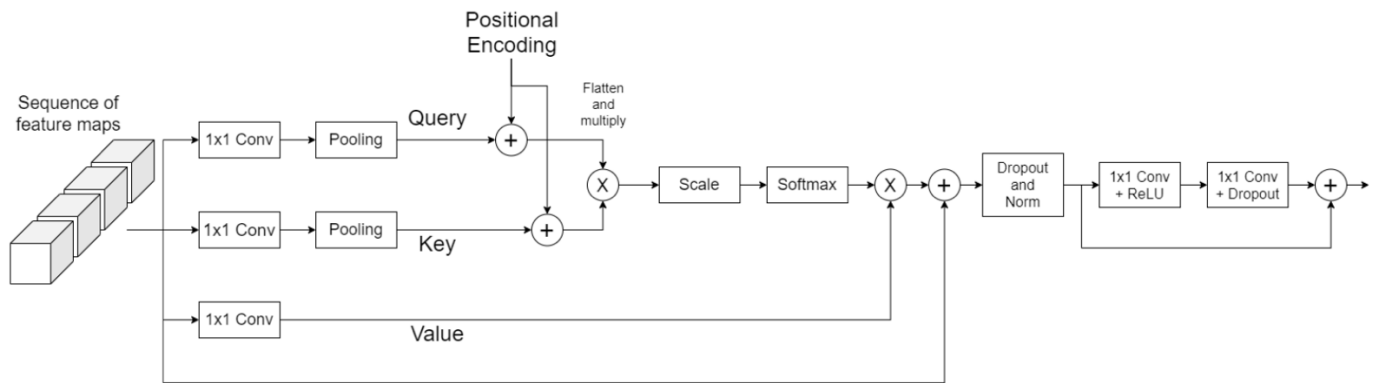 Positional
Encoding
Sequence of
feature maps
Flatten
and
multiply
Query
1x1 Conv
Pooling
+
X
Scale
Softmax
X
+
Dropout
and
Norm
1x1 Conv
+ ReLU
1x1 Conv
+ Dropout
+
1x1 Conv
Pooling
Key
+
1x1 Conv
Value